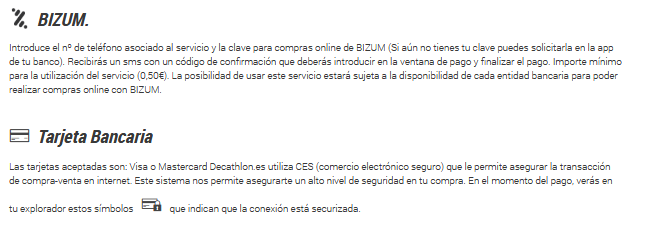 BIZUM.
Introduce el nº de teléfono asociado al servicio y la clave para compras online de BIZUM (Si aún no tienes tu clave puedes solicitarla en la app
de tu banco). Recibirás un sms con un código de confirmación que deberás introducir en la ventana de pago y finalizar el pago. Importe mínimo
para la utilización del servicio (0,50€). La posibilidad de usar este servicio estará sujeta a la disponibilidad de cada entidad bancaria para poder
realizar compras online con BIZUM.
Tarjeta Bancaria
Las tarjetas aceptadas son: Visa o Mastercard Decathlon.es utiliza CES (comercio electrónico seguro) que le permite asegurar la transacción
de compra-venta en internet. Este sistema nos permite asegurarte un alto nivel de seguridad en tu compra. En el momento del pago, verás en
tu explorador estos símbolos que indican que la conexión está securizada.